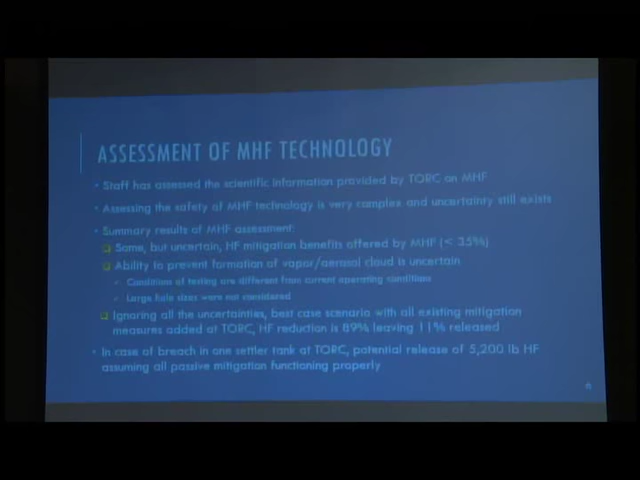 ASSESSMENT OF MHF TECHNOLOGY
• Staff has assessed the scientific information provided by TORC on MHF
• Assessing the safety of MHF technology is very complex and uncertainty still exists
• Summary results of MHF assessment:
❑ Some, but uncertain, HF mitigation benefits offered by MHF (< 35%)
❑ Ability to prevent formation of vapor/aerosol cloud is uncertain
✓ Conditions of testing are different from current operating conditions
✓ Large hole sizes were not considered
❑ Ignoring all the uncertainties, best case scenario with all existing mitigation
measures added at TORC, HF reduction is 89% leaving 11% released
• In case of breach in one settler tank at TORC, potential release of 5,200 lb HF
assuming all passive mitigation functioning properly